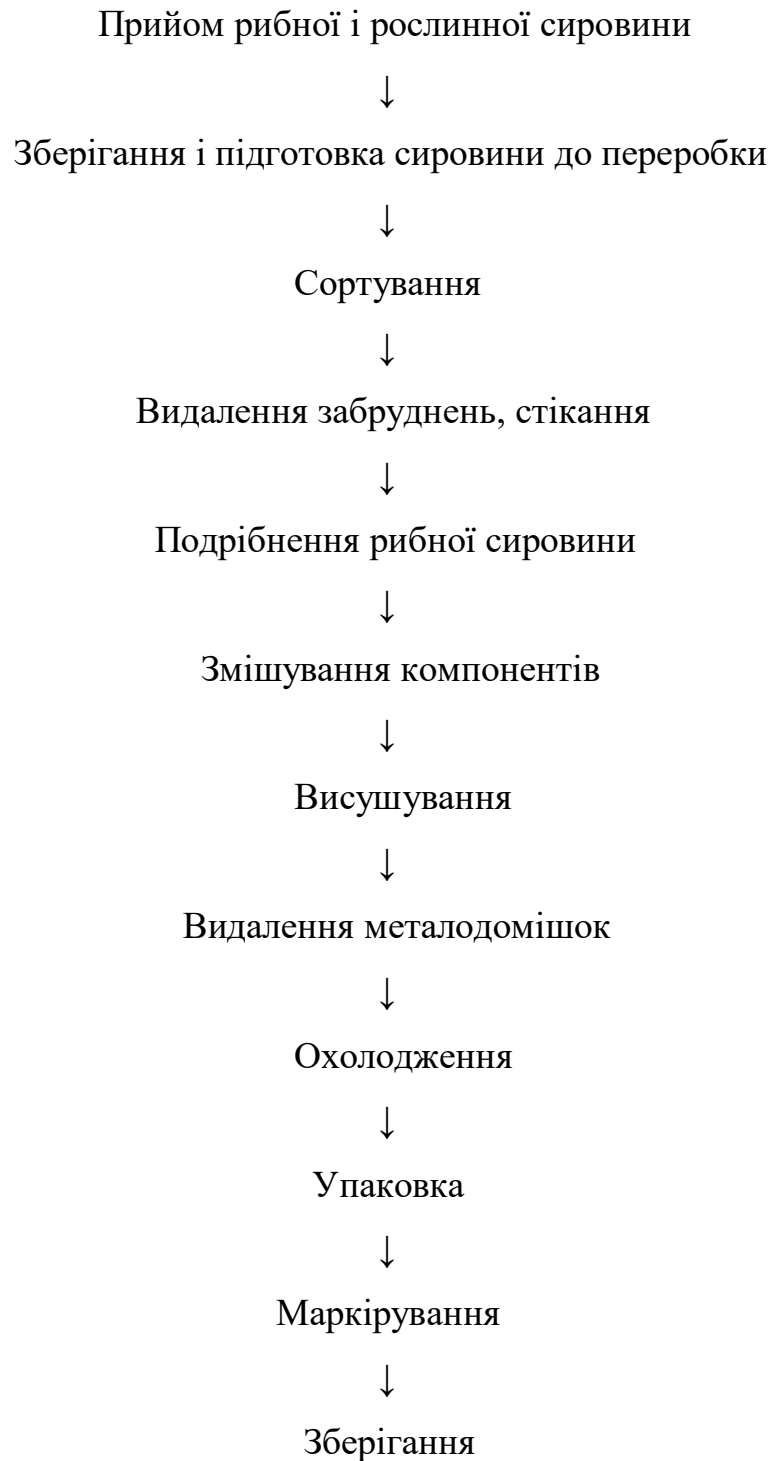 Прийом рибної і рослинної сировини
↓
Зберігання і підготовка сировини до переробки
↓
Сортування
↓
Видалення забруднень, стікання
↓
Подрібнення рибної сировини
↓
Змішування компонентів
↓
Висушування
↓
Видалення металодомішок
↓
Охолодження
↓
Упаковка
↓
Маркірування
↓
Зберігання